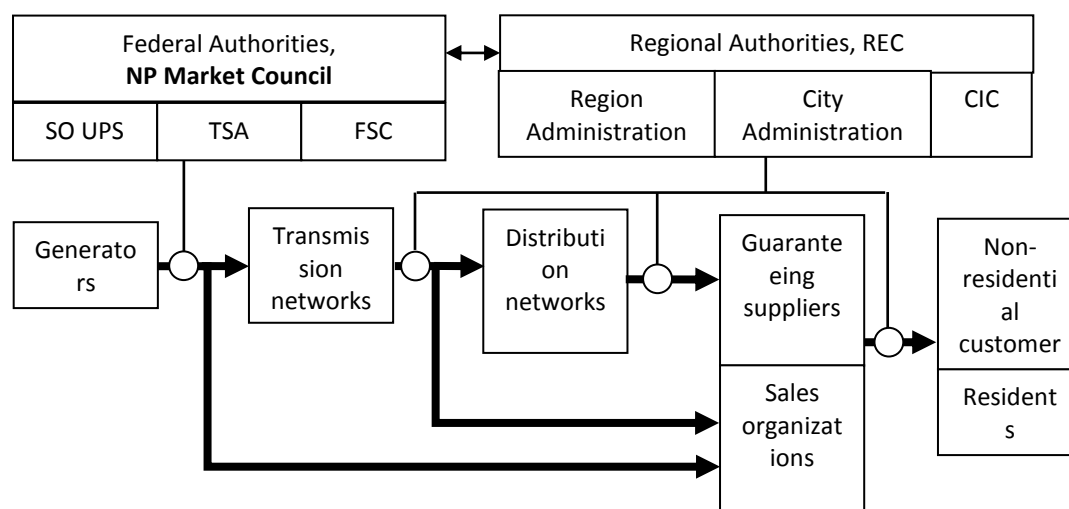 Federal Authorities,
NP Market Council
SO UPS
TSA
FSC
Regional Authorities, REC
Region
Administration
City
Administration
CIC
Generato
rs
Transmis
sion
networks
Distributi
on
networks
Guarante
eing
suppliers
Sales
organizat
ions
Non-
residenti
al
customer
Resident
s